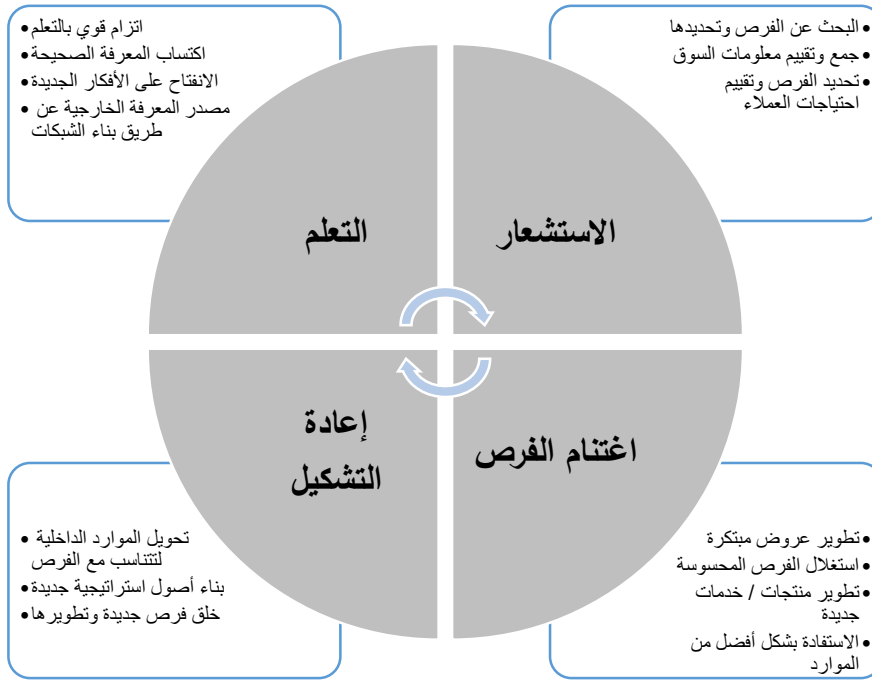 • البحث عن الفرص وتحديدها
• جمع وتقييم معلومات السوق
• تحديد الفرص وتقييم
احتياجات العملاء
• اتزام قوي بالتعلم
• اكتساب المعرفة الصحيحة
• الانفتاح على الأفكار الجديدة
• مصدر المعرفة الخارجية عن
طريق بناء الشبكات
الاستشعار
التعلم
اغتنام الفرص
إعادة
التشكيل
• تطوير عروض مبتكرة
• استغلال الفرص المحسوسة
• تطوير منتجات / خدمات
جديدة
• الاستفادة بشكل أفضل من
الموارد
• تحويل الموارد الداخلية
لتتناسب مع الفرص
• بناء أصول استراتيجية جديدة
• خلق فرص جديدة وتطويرها